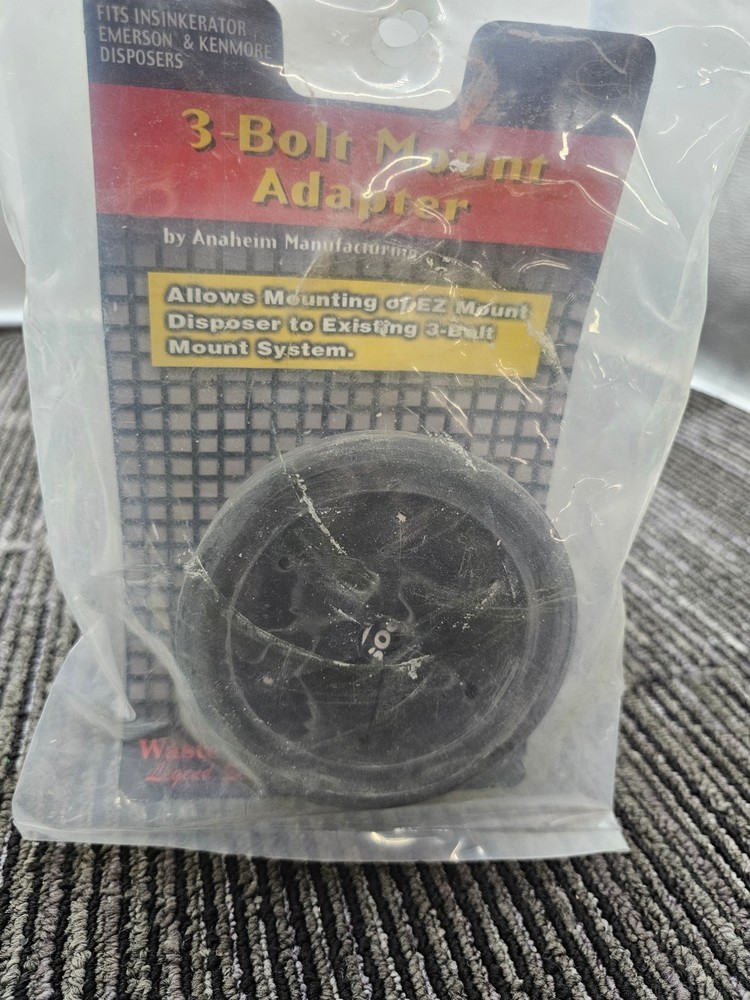 FITS INSINKERATOR
EMERSON & KENMORE
DISPOSERS
3-Bolt Mount
Adapter
by Anaheim Manufacturing
Allows Mounting of EZ Mount
Disposer to Existing 3-Bolt
Mount System.
Legend